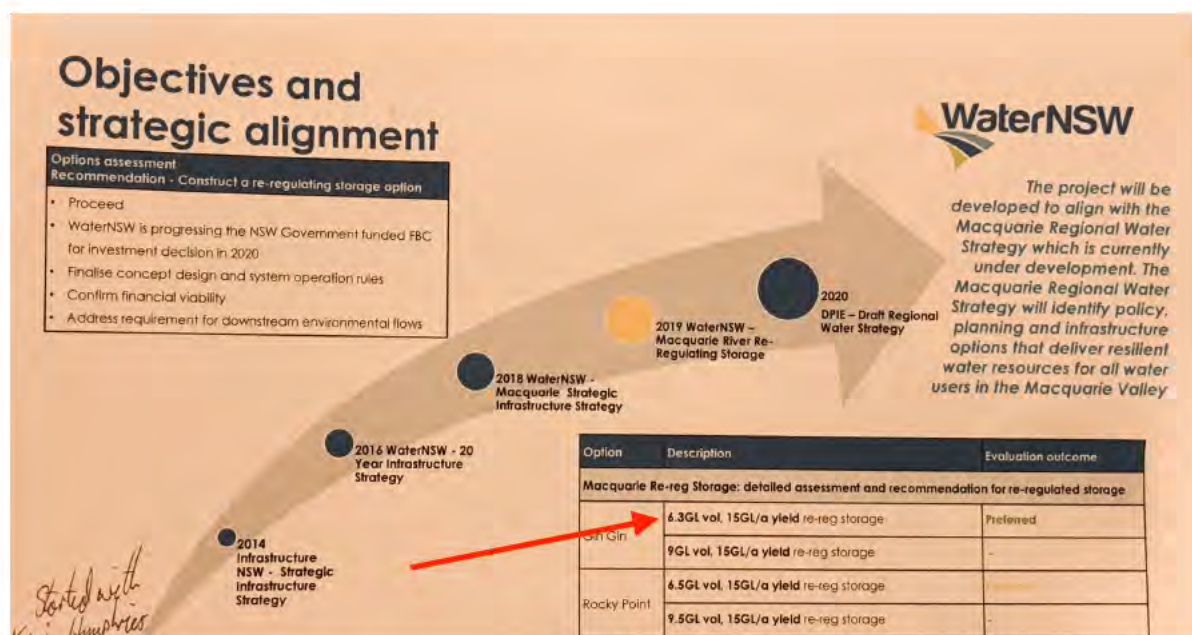 Objectives and
strategic alignment
Options assessment
Recommendation - Construct a re-regulating storage option
• Proceed
• WaterNSW is progressing the NSW Government funded FBC
for investment decision in 2020
• Finalise concept design and system operation rules
• Confirm financial viability
• Address requirement for downstream environmental flows
WaterNSW
The project will be
developed to align with the
Macquarie Regional Water
Strategy which is currently
under development. The
Macquarie Regional Water
Strategy will identify policy,
planning and infrastructure
options that deliver resilient
water resources for all water
users in the Macquarie Valley
2020
DPIE – Draft Regional
Water Strategy
2019 WaterNSW –
Macquarie River Re-
Regulating Storage
2018 WaterNSW -
Macquarie Strategic
Infrastructure Strategy
2016 WaterNSW - 20
Year Infrastructure
Strategy
2014
Infrastructure
NSW - Strategic
Infrastructure
Strategy
Started with
Humphries
Option Description Evaluation outcome
Macquarie Re-reg Storage: detailed assessment and recommendation for re-regulated storage
Gin Gin
6.3GL vol, 15GL/a yield re-reg storage Preferred
9GL vol, 15GL/a yield re-reg storage -
Rocky Point
6.5GL vol, 15GL/a yield re-reg storage
9.5GL vol, 15GL/a yield re-reg storage -